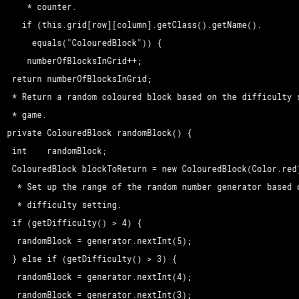 * counter.
if (this.grid[row][column].getClass().getName().
equals("ColouredBlock")) {
numberOfBlocksInGrid++;
return numberOfBlocksInGrid;
* Return a random coloured block based on the difficulty
* game.
private ColouredBlock randomBlock() {
int randomBlock;
ColouredBlock blockToReturn = new ColouredBlock(Color.red
* Set up the range of the random number generator based
* difficulty setting.
if (getDifficulty() > 4) {
randomBlock = generator.nextInt(5);
} else if (getDifficulty() > 3) {
randomBlock = generator.nextInt(4);
randomBlock = generator.nextInt(3);